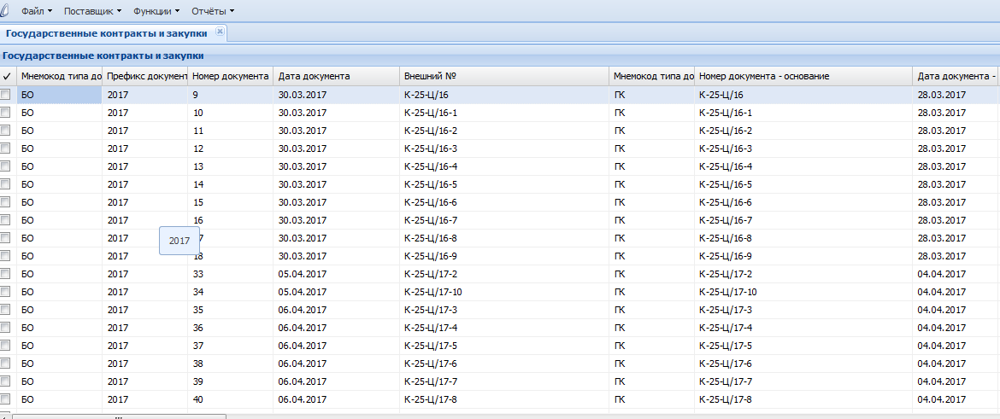 Файл Поставщик Функции Отчёты
Государственные контракты и закупки
Государственные контракты и закупки
Мнемокод типа до Префикс документ Номер документа Дата документа Внешний № Мнемокод типа до Номер документа - основание Дата документа -
БО 2017 9 30.03.2017 К-25-Ц/16 ГК К-25-Ц/16 28.03.2017
БО 2017 10 30.03.2017 К-25-Ц/16-1 ГК К-25-Ц/16-1 28.03.2017
БО 2017 11 30.03.2017 К-25-Ц/16-2 ГК К-25-Ц/16-2 28.03.2017
БО 2017 12 30.03.2017 К-25-Ц/16-3 ГК К-25-Ц/16-3 28.03.2017
БО 2017 13 30.03.2017 К-25-Ц/16-4 ГК К-25-Ц/16-4 28.03.2017
БО 2017 14 30.03.2017 К-25-Ц/16-5 ГК К-25-Ц/16-5 28.03.2017
БО 2017 15 30.03.2017 К-25-Ц/16-6 ГК К-25-Ц/16-6 28.03.2017
БО 2017 16 30.03.2017 К-25-Ц/16-7 ГК К-25-Ц/16-7 28.03.2017
БО 2017 30.03.2017 К-25-Ц/16-8 ГК К-25-Ц/16-8 28.03.2017
2017
БО 2017 18 30.03.2017 К-25-Ц/16-9 ГК К-25-Ц/16-9 28.03.2017
БО 2017 33 05.04.2017 К-25-Ц/17-2 ГК К-25-Ц/17-2 04.04.2017
БО 2017 34 05.04.2017 К-25-Ц/17-10 ГК К-25-Ц/17-10 04.04.2017
БО 2017 35 06.04.2017 К-25-Ц/17-3 ГК К-25-Ц/17-3 04.04.2017
БО 2017 36 06.04.2017 К-25-Ц/17-4 ГК К-25-Ц/17-4 04.04.2017
БО 2017 37 06.04.2017 К-25-Ц/17-5 ГК К-25-Ц/17-5 04.04.2017
БО 2017 38 06.04.2017 К-25-Ц/17-6 ГК К-25-Ц/17-6 04.04.2017
БО 2017 39 06.04.2017 К-25-Ц/17-7 ГК К-25-Ц/17-7 04.04.2017
БО 2017 40 06.04.2017 К-25-Ц/17-8 ГК К-25-Ц/17-8 04.04.2017